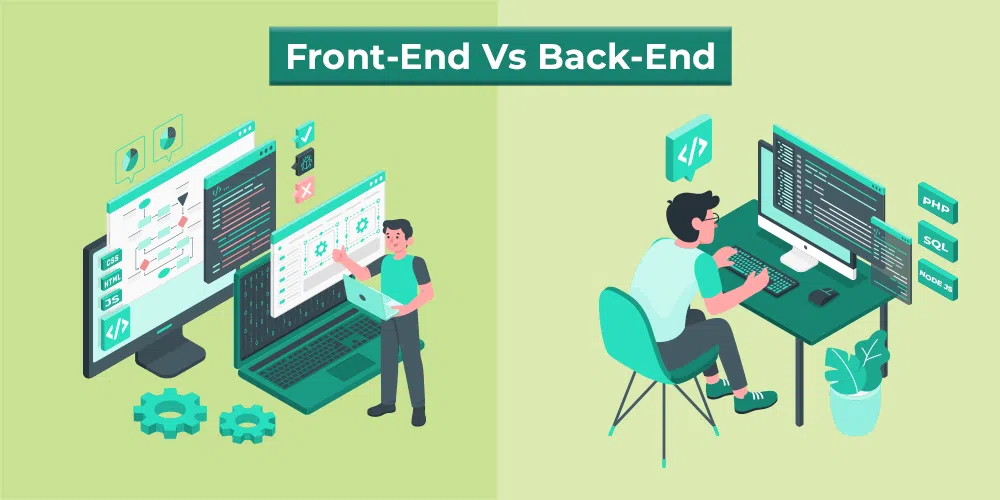 Front-End Vs Back-End
CSS
HTML
JS
</>
</>
PHP
SQL
NODE JS